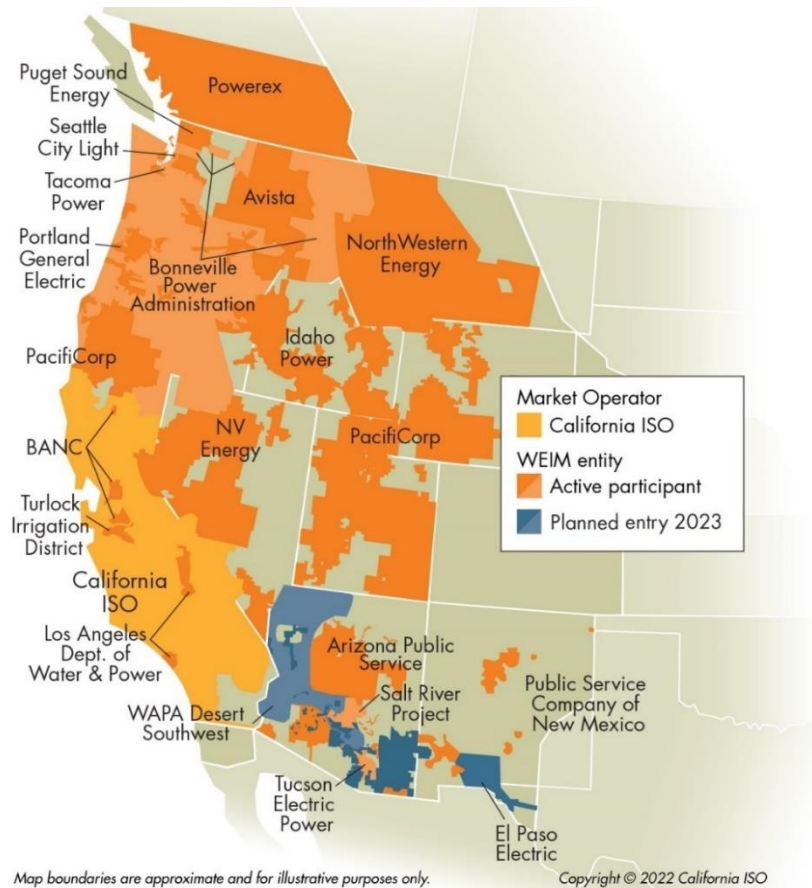 Powerex
Puget Sound
Energy
Seattle
City Light
Tacoma
Power
Avista
Portland
General
Electric
NorthWestern
Energy
Bonneville
Power
Administration
Idaho
Power
PacifiCorp
NV
Energy
PacifiCorp
BANC
Turlock
Irrigation
District
California
ISO
Los Angeles
Dept. of
Water & Power
Market Operator
California ISO
WEIM entity
Active participant
Planned entry 2023
Arizona Public
Service
Salt River
Project
WAPA Desert
Southwest
Public Service
Company of
New Mexico
Tucson
Electric
Power
El Paso
Electric
Map boundaries are approximate and for illustrative purposes only.
Copyright © 2022 California ISO